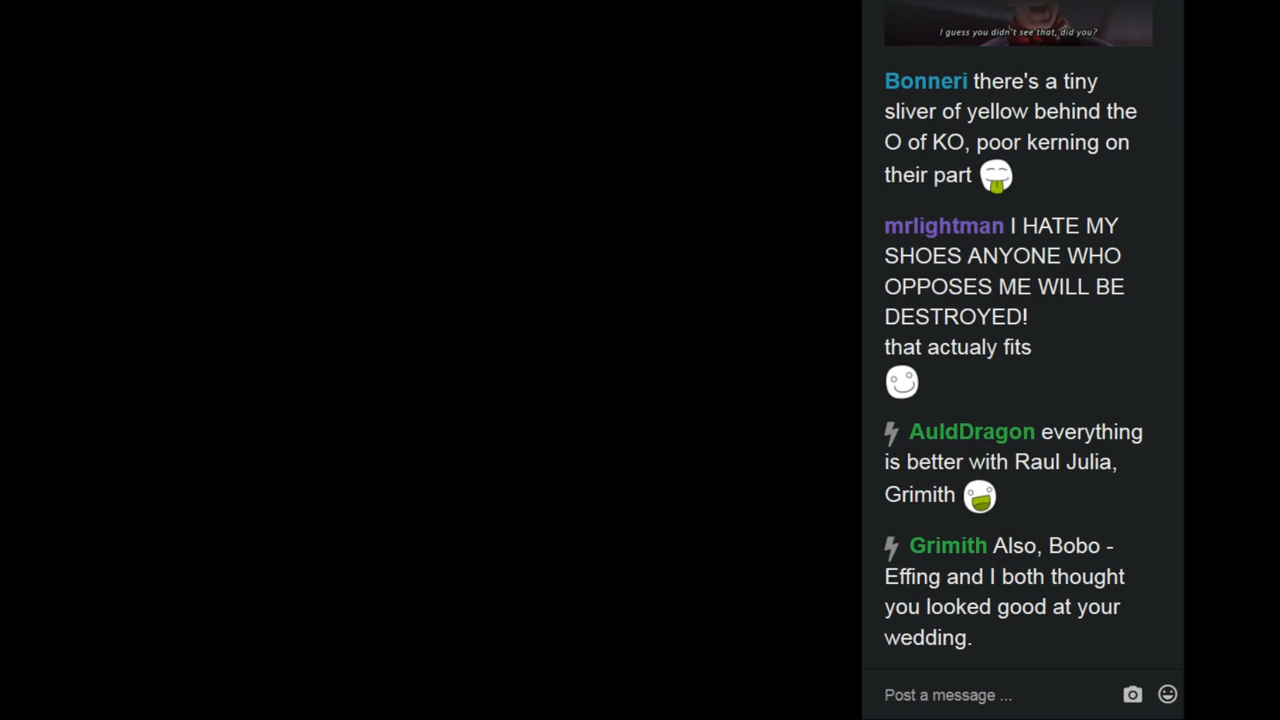 I guess you didn't see that, did you?
Bonneri there's a tiny
sliver of yellow behind the
O of KO, poor kerning on
their part
mrlightman I HATE MY
SHOES ANYONE WHO
OPPOSES ME WILL BE
DESTROYED!
that actualy fits
AuldDragon everything
is better with Raul Julia,
Grimith
Grimith Also, Bobo -
Effing and I both thought
you looked good at your
wedding.
Post a message ...